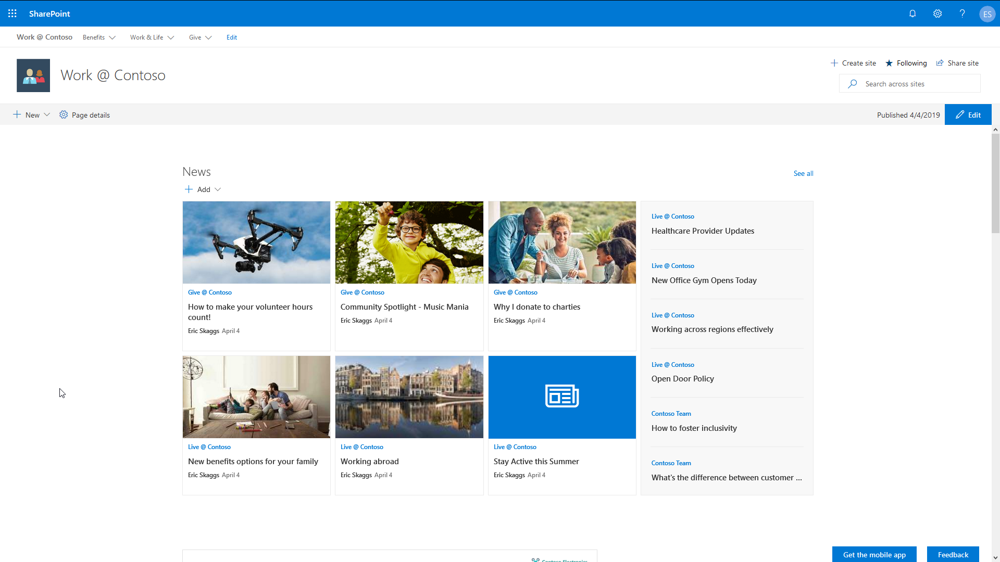 SharePoint
ES
Work @ Contoso
Benefits
Work & Life
Give
Edit
Work @ Contoso
Create site
Following
Share site
Search across sites
New
Page details
Published 4/4/2019
Edit
News
See all
Add
Give @ Contoso
How to make your volunteer hours
count!
Eric Skaggs April 4
Give @ Contoso
Community Spotlight - Music Mania
Eric Skaggs April 4
Give @ Contoso
Why I donate to charties
Eric Skaggs April 4
Live @ Contoso
New benefits options for your family
Eric Skaggs April 4
Live @ Contoso
Working abroad
Eric Skaggs April 4
Live @ Contoso
Stay Active this Summer
Eric Skaggs April 4
Live @ Contoso
Healthcare Provider Updates
Live @ Contoso
New Office Gym Opens Today
Live @ Contoso
Working across regions effectively
Live @ Contoso
Open Door Policy
Contoso Team
How to foster inclusivity
Contoso Team
What's the difference between customer ...
Contoso Electronics
Get the mobile app
Feedback